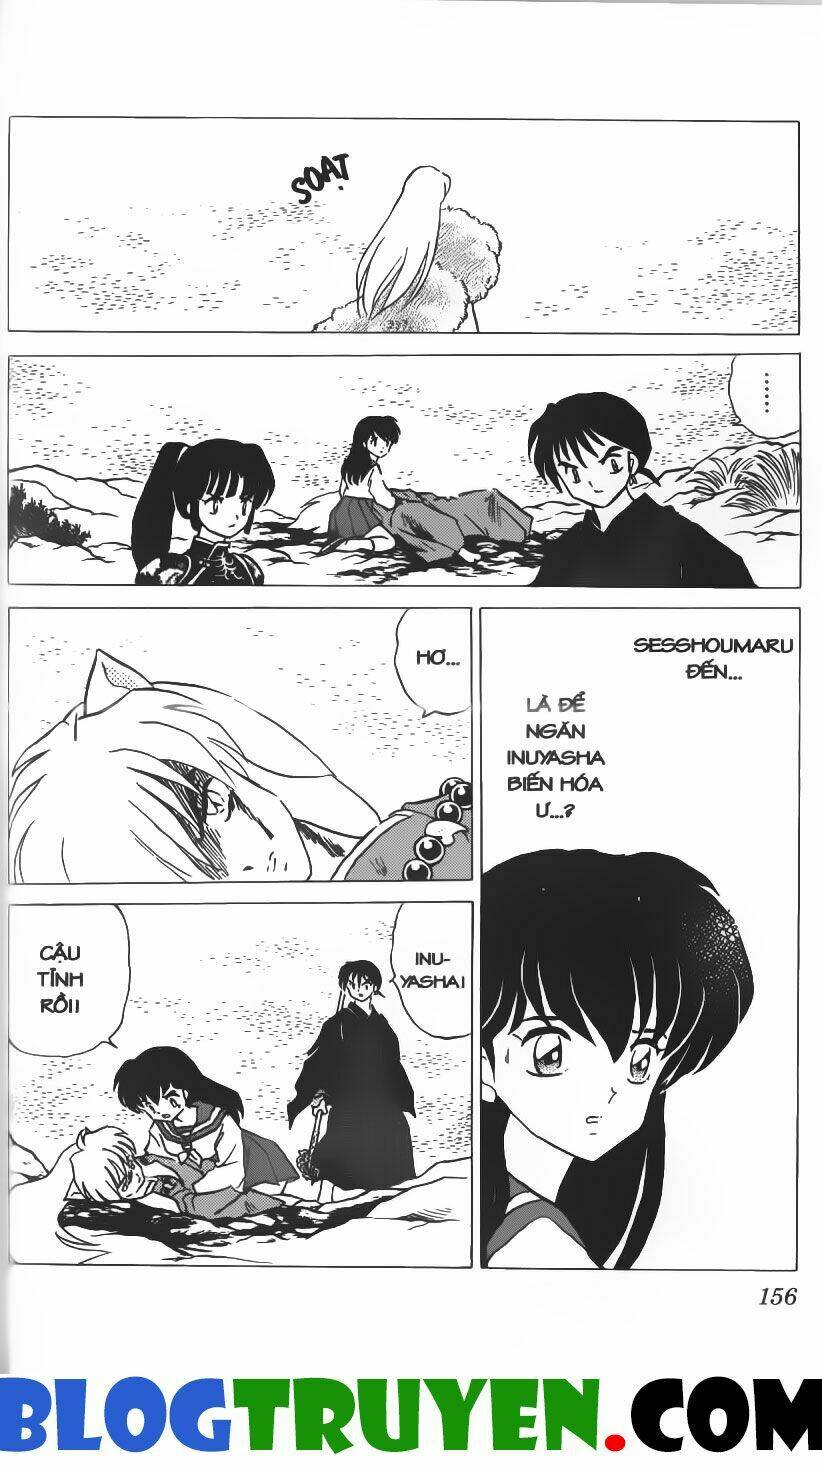 SOẠT
........
SESSHOUMARU
ĐẾN...
LÀ ĐỂ
NGĂN
INUYASHA
BIẾN HÓA
Ư...?
HƠ...
INU-
YASHA!
CẬU
TỈNH
RỒI!
156
BLOGTRUYEN.COM